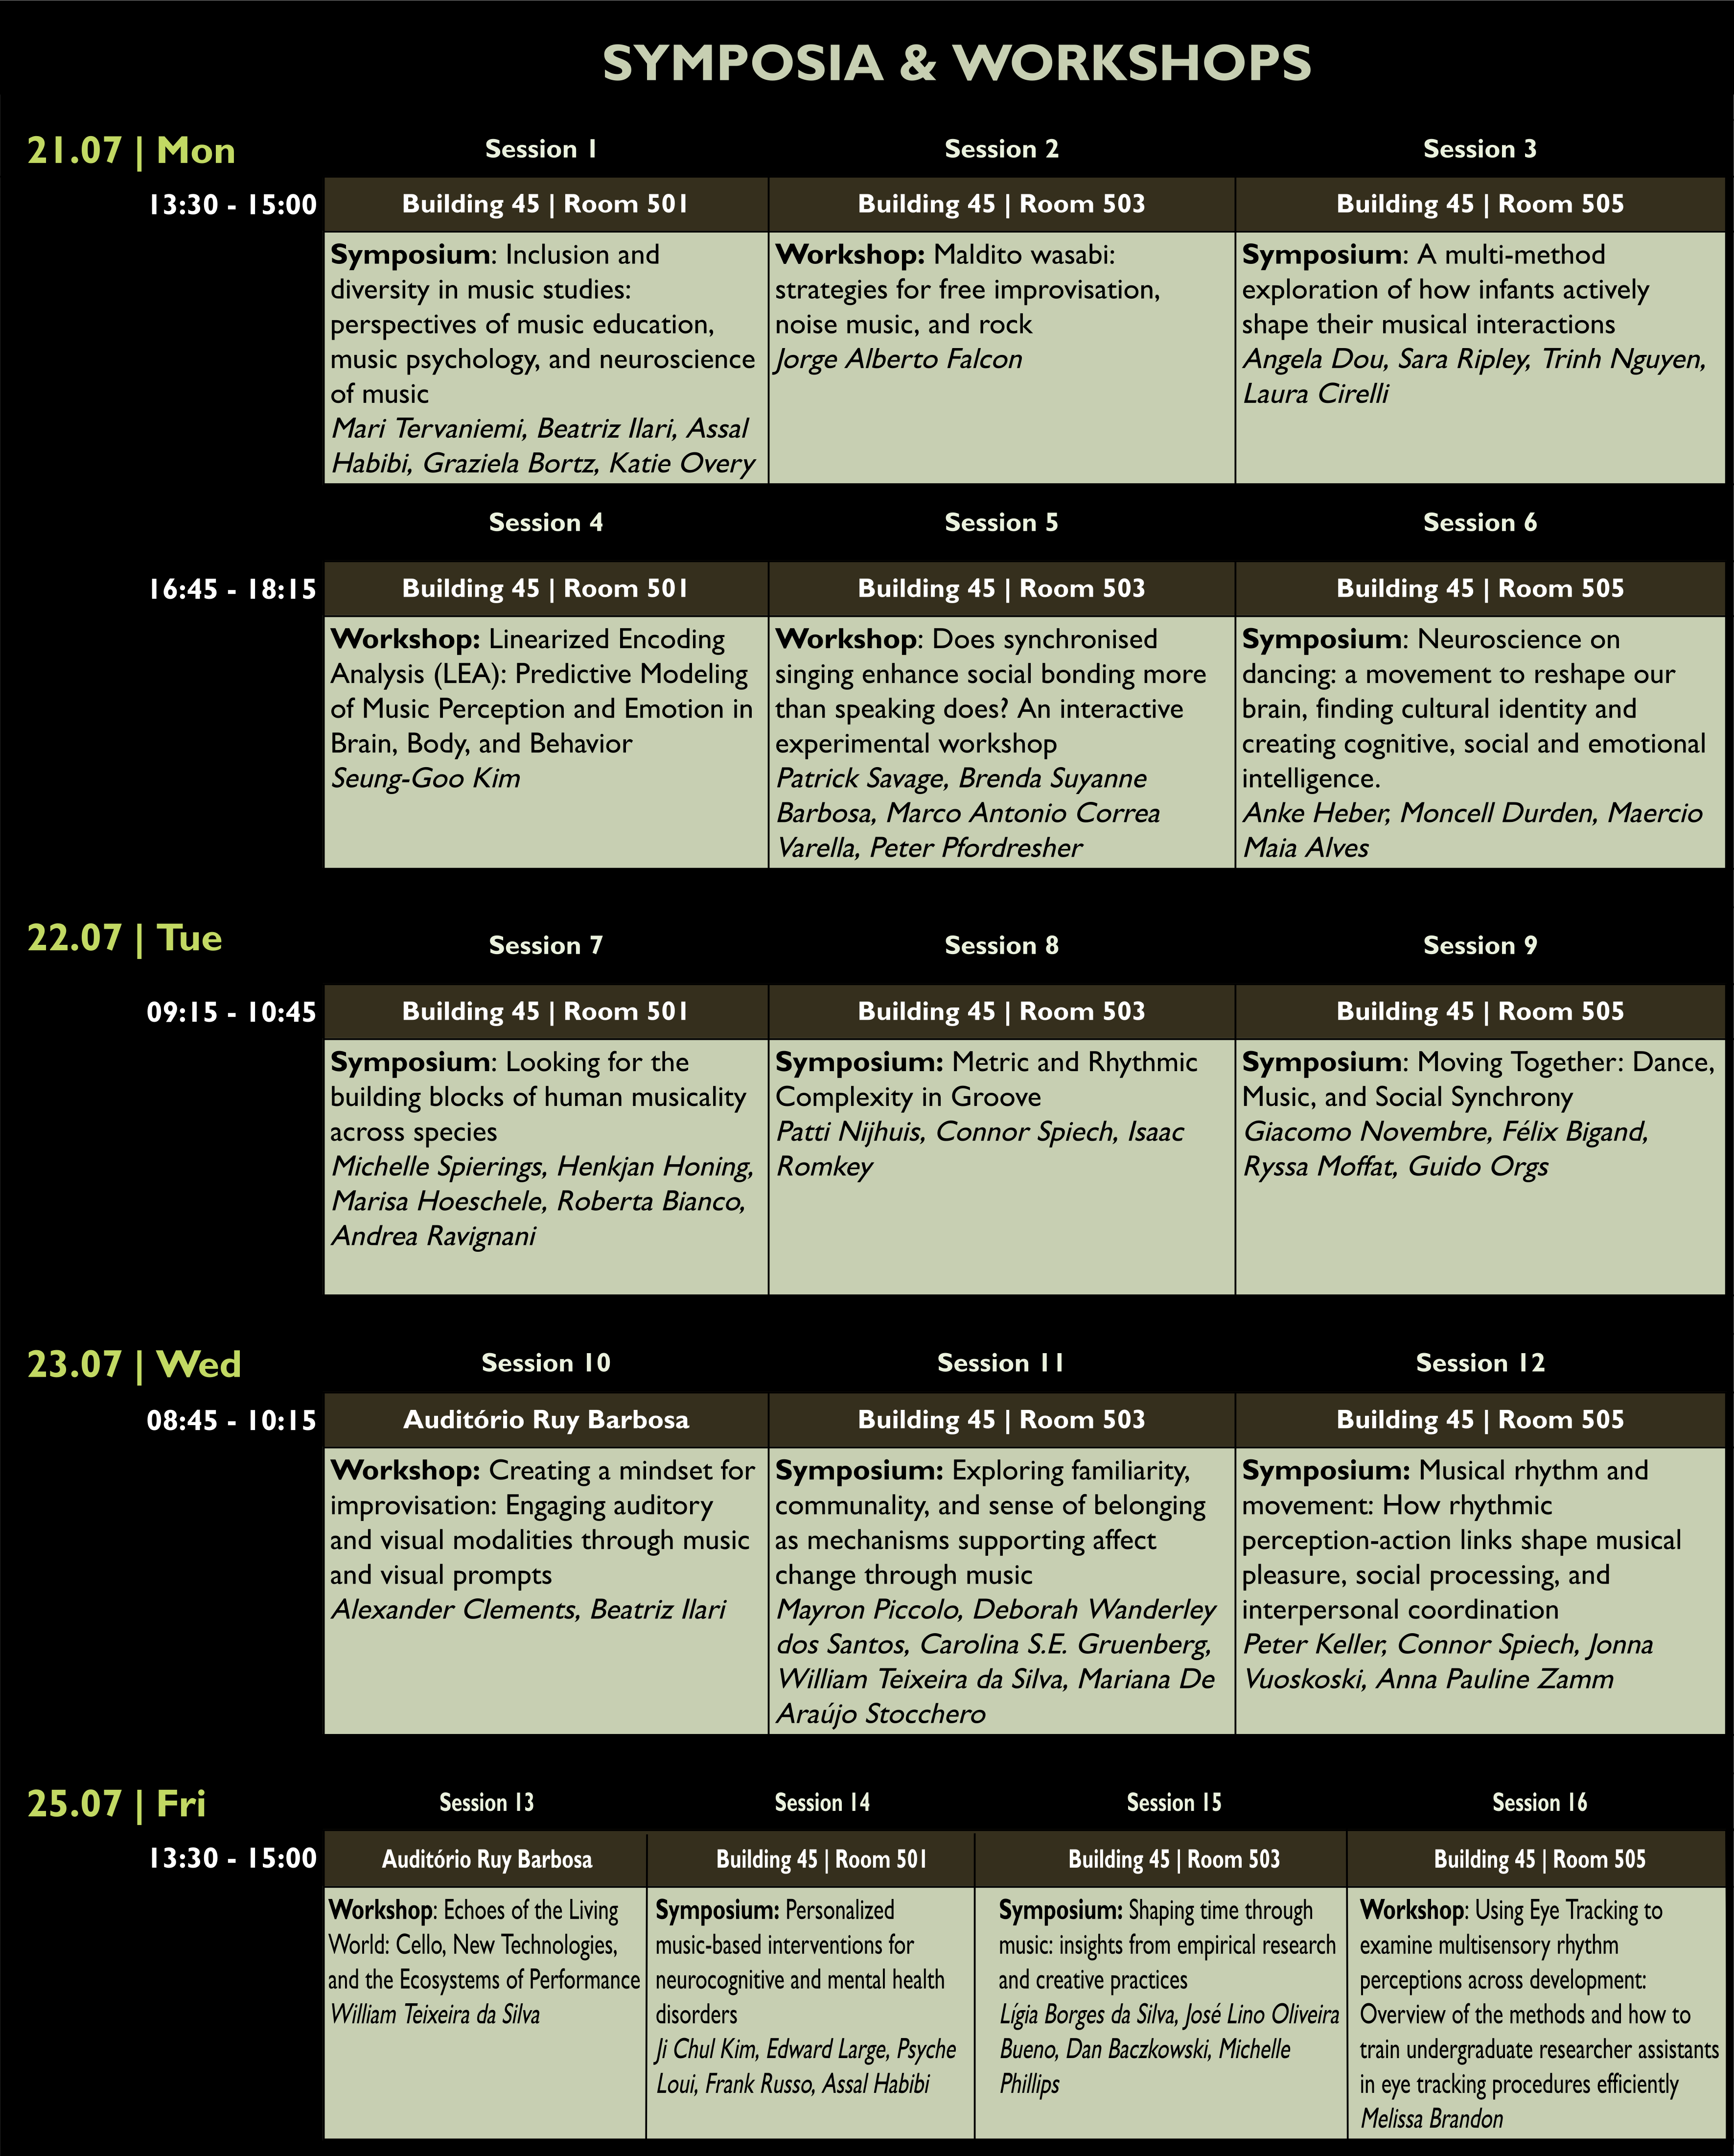 SYMPOSIA & WORKSHOPS
21.07 | Mon
Session 1
Session 2
Session 3
13:30 - 15:00
Building 45 | Room 501
Building 45 | Room 503
Building 45 | Room 505
Symposium: Inclusion and
diversity in music studies:
perspectives of music education,
music psychology, and neuroscience
of music
Mari Tervaniemi, Beatriz Ilari, Assal
Habibi, Graziela Bortz, Katie Overy
Workshop: Maldito wasabi:
strategies for free improvisation,
noise music, and rock
Jorge Alberto Falcon
Symposium: A multi-method
exploration of how infants actively
shape their musical interactions
Angela Dou, Sara Ripley, Trinh Nguyen,
Laura Cirelli
Session 4
Session 5
Session 6
16:45 - 18:15
Building 45 | Room 501
Building 45 | Room 503
Building 45 | Room 505
Workshop: Linearized Encoding
Analysis (LEA): Predictive Modeling
of Music Perception and Emotion in
Brain, Body, and Behavior
Seung-Goo Kim
Workshop: Does synchronised
singing enhance social bonding more
than speaking does? An interactive
experimental workshop
Patrick Savage, Brenda Suyanne
Barbosa, Marco Antonio Correa
Varella, Peter Pfordresher
Symposium: Neuroscience on
dancing: a movement to reshape our
brain, finding cultural identity and
creating cognitive, social and emotional
intelligence.
Anke Heber, Moncell Durden, Maercio
Maia Alves
22.07 | Tue
Session 7
Session 8
Session 9
09:15 - 10:45
Building 45 | Room 501
Building 45 | Room 503
Building 45 | Room 505
Symposium: Looking for the
building blocks of human musicality
across species
Michelle Spierings, Henkjan Honing,
Marisa Hoeschele, Roberta Bianco,
Andrea Ravignani
Symposium: Metric and Rhythmic
Complexity in Groove
Patti Nijhuis, Connor Spiech, Isaac
Romkey
Symposium: Moving Together: Dance,
Music, and Social Synchrony
Giacomo Novembre, Félix Bigand,
Ryssa Moffat, Guido Orgs
23.07 | Wed
Session 10
Session 11
Session 12
08:45 - 10:15
Auditório Ruy Barbosa
Building 45 | Room 503
Building 45 | Room 505
Workshop: Creating a mindset for
improvisation: Engaging auditory
and visual modalities through music
and visual prompts
Alexander Clements, Beatriz Ilari
Symposium: Exploring familiarity,
communality, and sense of belonging
as mechanisms supporting affect
change through music
Mayron Piccolo, Deborah Wanderley
dos Santos, Carolina S.E. Gruenberg,
William Teixeira da Silva, Mariana De
Araújo Stocchero
Symposium: Musical rhythm and
movement: How rhythmic
perception-action links shape musical
pleasure, social processing, and
interpersonal coordination
Peter Keller, Connor Spiech, Jonna
Vuoskoski, Anna Pauline Zamm
25.07 | Fri
Session 13
Session 14
Session 15
Session 16
13:30 - 15:00
Auditório Ruy Barbosa
Building 45 | Room 501
Building 45 | Room 503
Building 45 | Room 505
Workshop: Echoes of the Living
World: Cello, New Technologies,
and the Ecosystems of Performance
William Teixeira da Silva
Symposium: Personalized
music-based interventions for
neurocognitive and mental health
disorders
Ji Chul Kim, Edward Large, Psyche
Loui, Frank Russo, Assal Habibi
Symposium: Shaping time through
music: insights from empirical research
and creative practices
Lígia Borges da Silva, José Lino Oliveira
Bueno, Dan Baczkowski, Michelle
Phillips
Workshop: Using Eye Tracking to
examine multisensory rhythm
perceptions across development:
Overview of the methods and how to
train undergraduate researcher assistants
in eye tracking procedures efficiently
Melissa Brandon